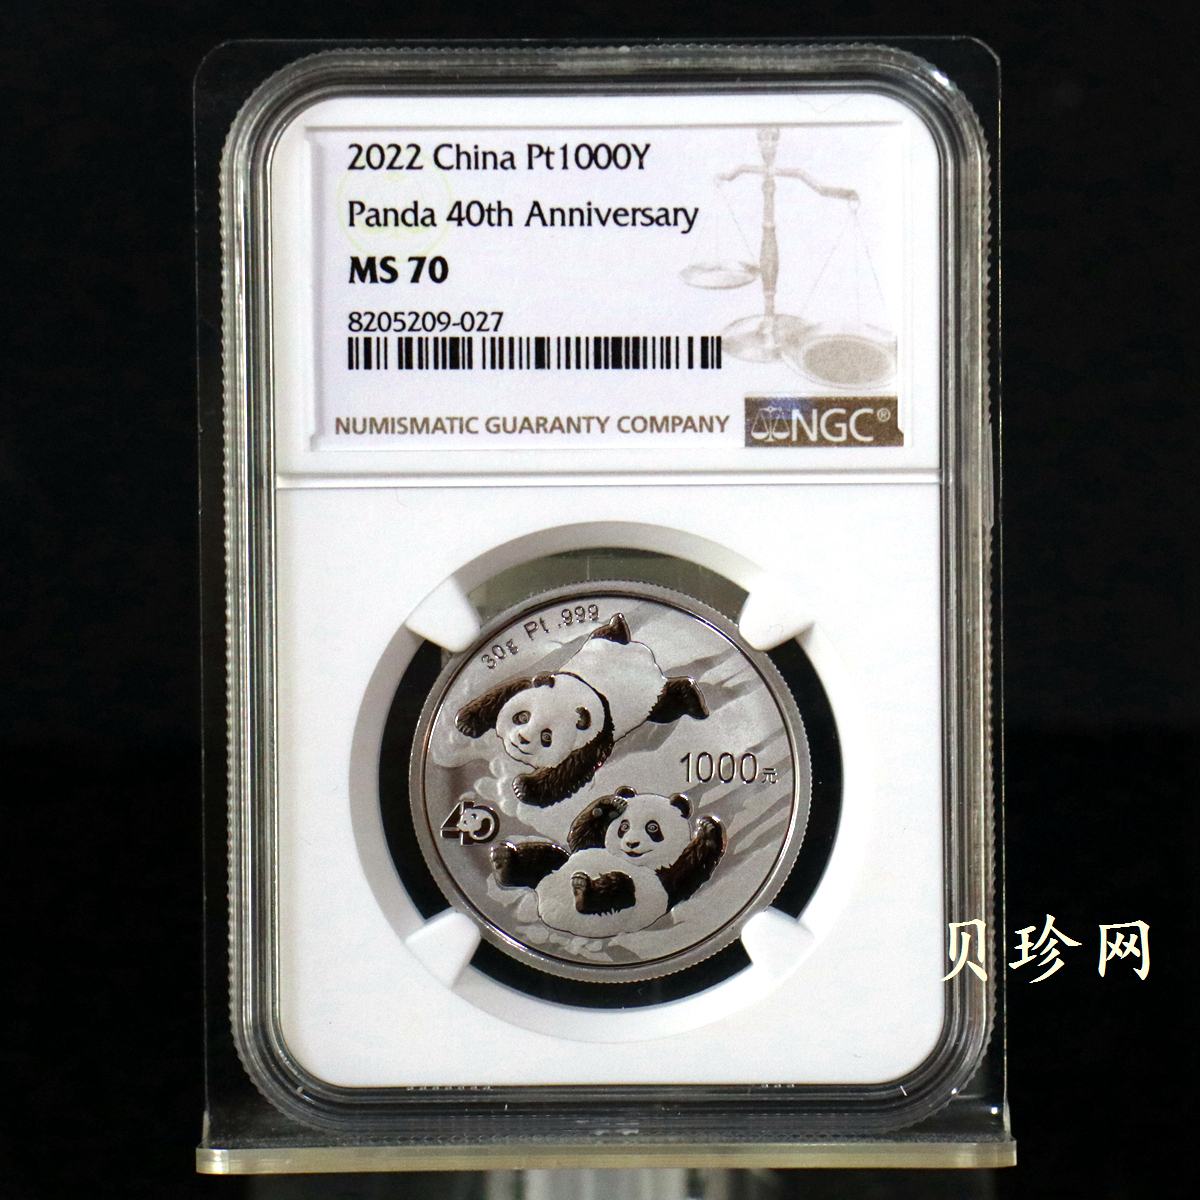 2022 China Pt1000Y
Panda 40th Anniversary
MS 70
8205209-027
NUMISMATIC GUARANTY COMPANY
NGC®
30g Pt .999
1000元
40
贝珍网